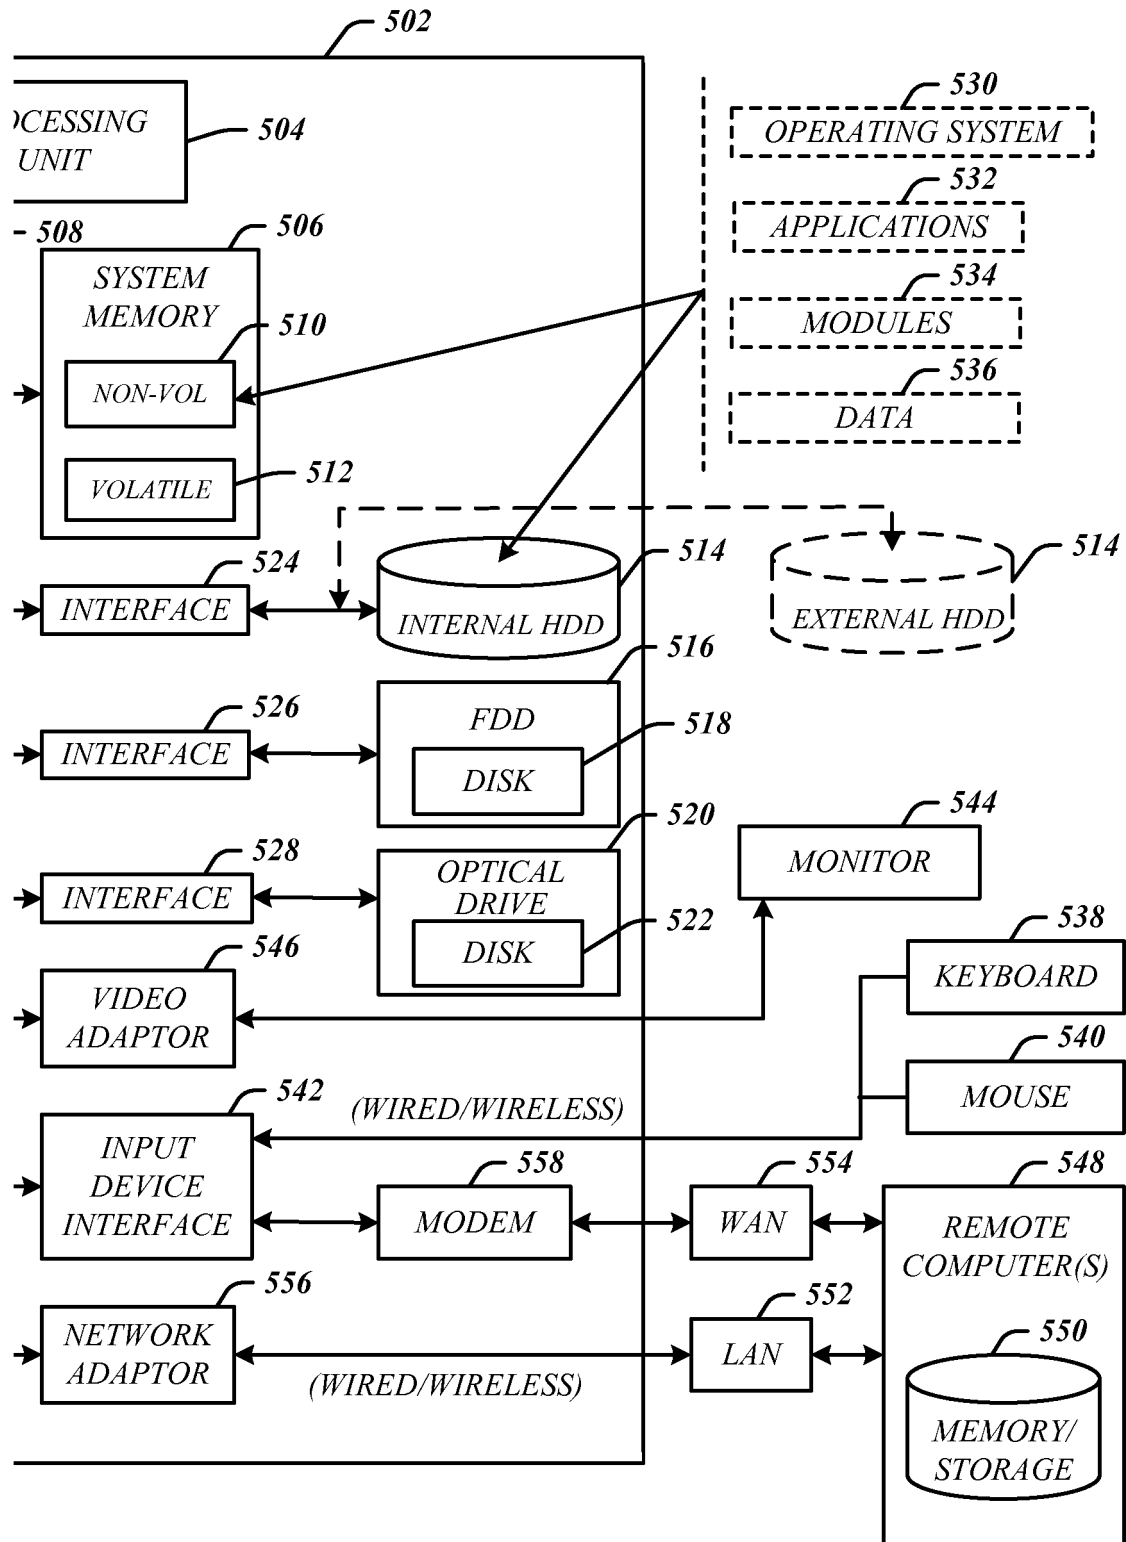 502
OCESSING
UNIT
504
530
OPERATING SYSTEM
532
APPLICATIONS
534
MODULES
536
DATA
508
506
SYSTEM
MEMORY
510
NON-VOL
512
VOLATILE
524
INTERFACE
514
INTERNAL HDD
514
EXTERNAL HDD
516
FDD
526
INTERFACE
518
DISK
520
OPTICAL
DRIVE
528
INTERFACE
522
DISK
544
MONITOR
538
KEYBOARD
546
VIDEO
ADAPTOR
540
MOUSE
542
(WIRED/WIRELESS)
INPUT
DEVICE
INTERFACE
558
MODEM
554
WAN
548
REMOTE
COMPUTER(S)
556
NETWORK
ADAPTOR
(WIRED/WIRELESS)
552
LAN
550
MEMORY/
STORAGE